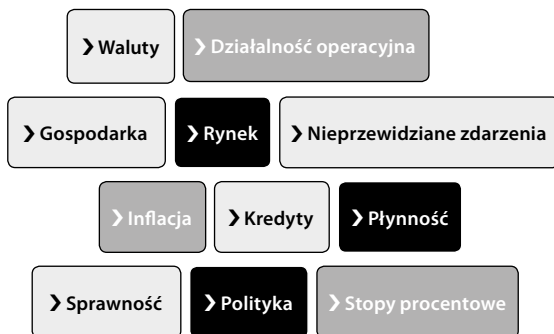 ❯ Waluty ❯ Działalność operacyjna
❯ Gospodarka ❯ Rynek ❯ Nieprzewidziane zdarzenia
❯ Inflacja ❯ Kredyty ❯ Płynność
❯ Sprawność ❯ Polityka ❯ Stopy procentowe